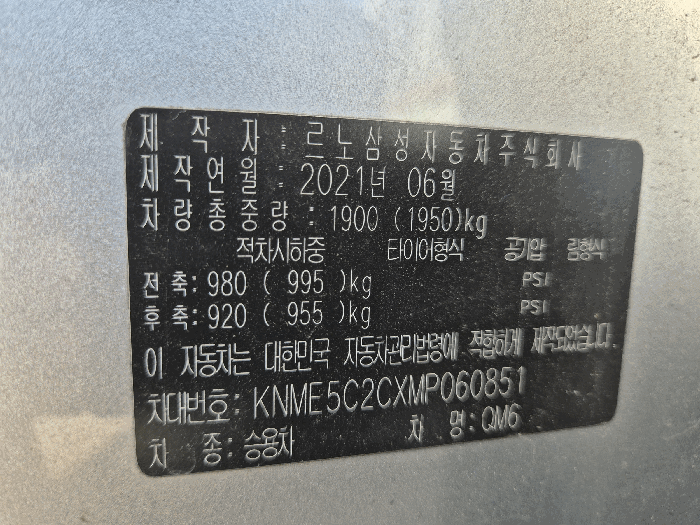 제 작 자 : 르노삼성자동차주식회사
제작연월 : 2021년 06월
차량총중량 : 1900 (1950)kg
적차시하중 타이어형식 공기압 림형식
전 축: 980 ( 995)kg PSI
후 축: 920 ( 955)kg PSI
이 자동차는 대한민국 자동차관리법령에 적합하게 제작되었습니다.
차대번호: KNME5C2CXMP060851
차 종: 승용차 차 명: QM6